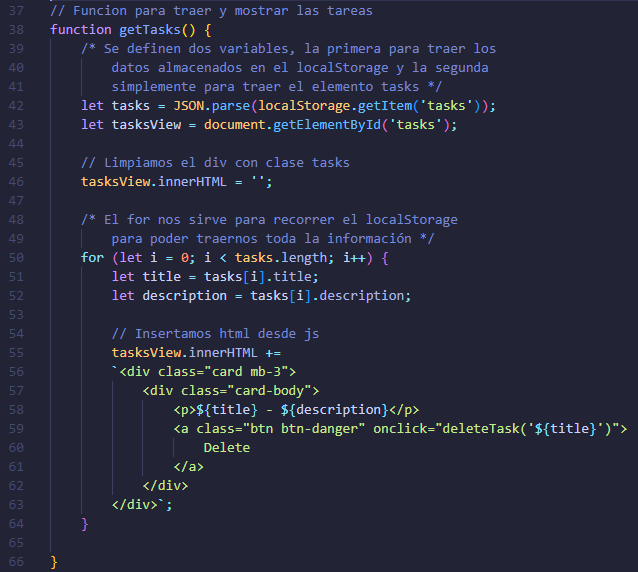 37 // Funcion para traer y mostrar las tareas
38 function getTasks() {
39 /* Se definen dos variables, la primera para traer los
40 datos almacenados en el localStorage y la segunda
41 simplemente para traer el elemento tasks */
42 let tasks = JSON.parse(localStorage.getItem('tasks'));
43 let tasksView = document.getElementById('tasks');
44
45 // Limpiamos el div con clase tasks
46 tasksView.innerHTML = '';
47
48 /* El for nos sirve para recorrer el localStorage
49 para poder traernos toda la información */
50 for (let i = 0; i < tasks.length; i++) {
51 let title = tasks[i].title;
52 let description = tasks[i].description;
53
54 // Insertamos html desde js
55 tasksView.innerHTML +=
56 `<div class="card mb-3">
57 <div class="card-body">
58 <p>${title} - ${description}</p>
59 <a class="btn btn-danger" onclick="deleteTask('${title}')">
60 Delete
61 </a>
62 </div>
63 </div>`;
64 }
65
66 }